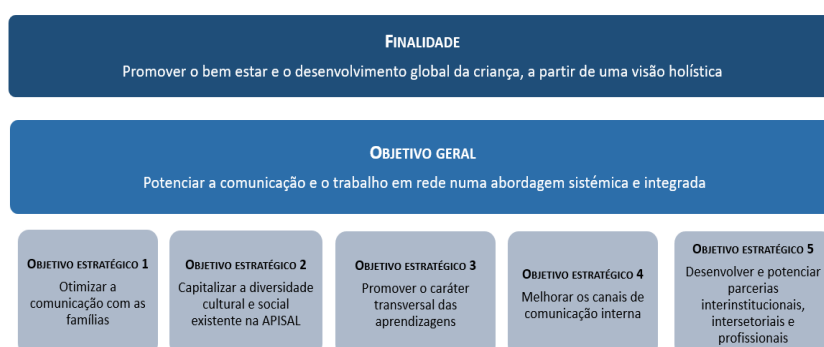 FINALIDADE
Promover o bem estar e o desenvolvimento global da criança, a partir de uma visão holística
OBJETIVO GERAL
Potenciar a comunicação e o trabalho em rede numa abordagem sistémica e integrada
OBJETIVO ESTRATÉGICO 1
Otimizar a
comunicação com as
famílias
OBJETIVO ESTRATÉGICO 2
Capitalizar a diversidade
cultural e social
existente na APISAL
OBJETIVO ESTRATÉGICO 3
Promover o caráter
transversal das
aprendizagens
OBJETIVO ESTRATÉGICO 4
Melhorar os canais de
comunicação interna
OBJETIVO ESTRATÉGICO 5
Desenvolver e potenciar
parcerias
interinstitucionais,
intersetoriais e
profissionais